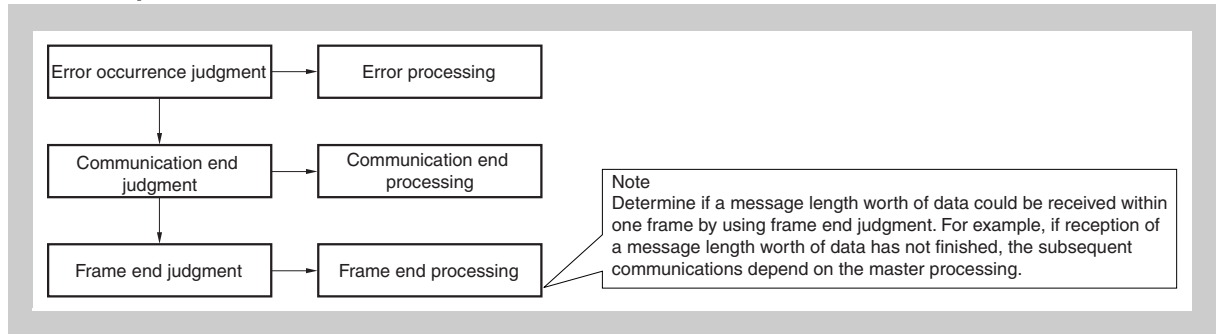 Error occurrence judgment
Error processing
Communication end
judgment
Communication end
processing
Frame end judgment
Frame end processing
Note
Determine if a message length worth of data could be received within
one frame by using frame end judgment. For example, if reception of
a message length worth of data has not finished, the subsequent
communications depend on the master processing.